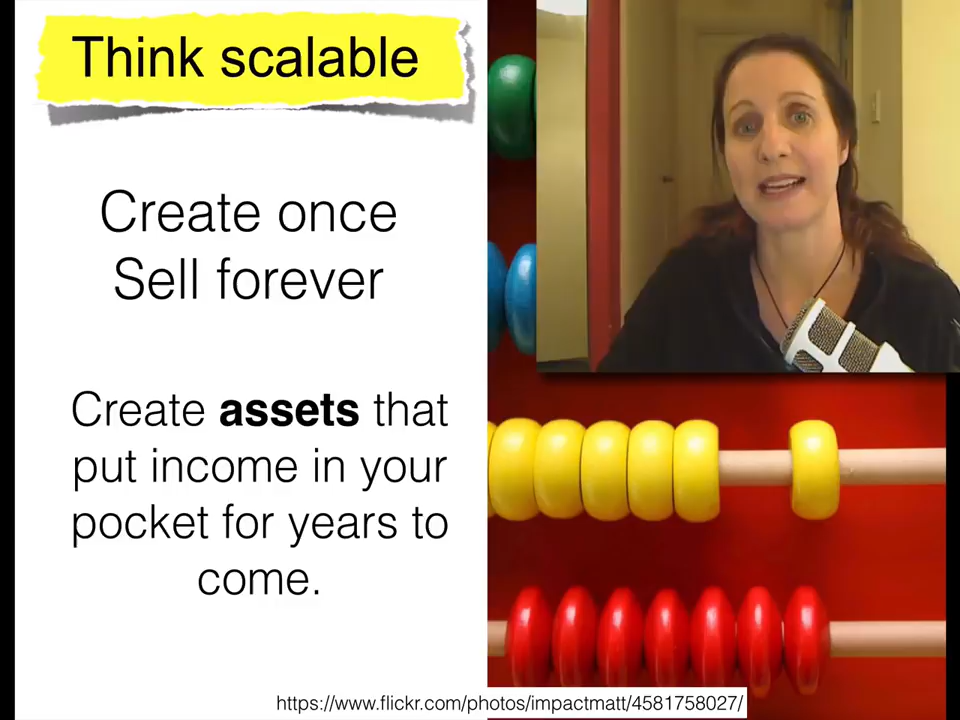 Think scalable
Create once
Sell forever
Create assets that
put income in your
pocket for years to
come.
https://www.flickr.com/photos/impactmatt/4581758027/